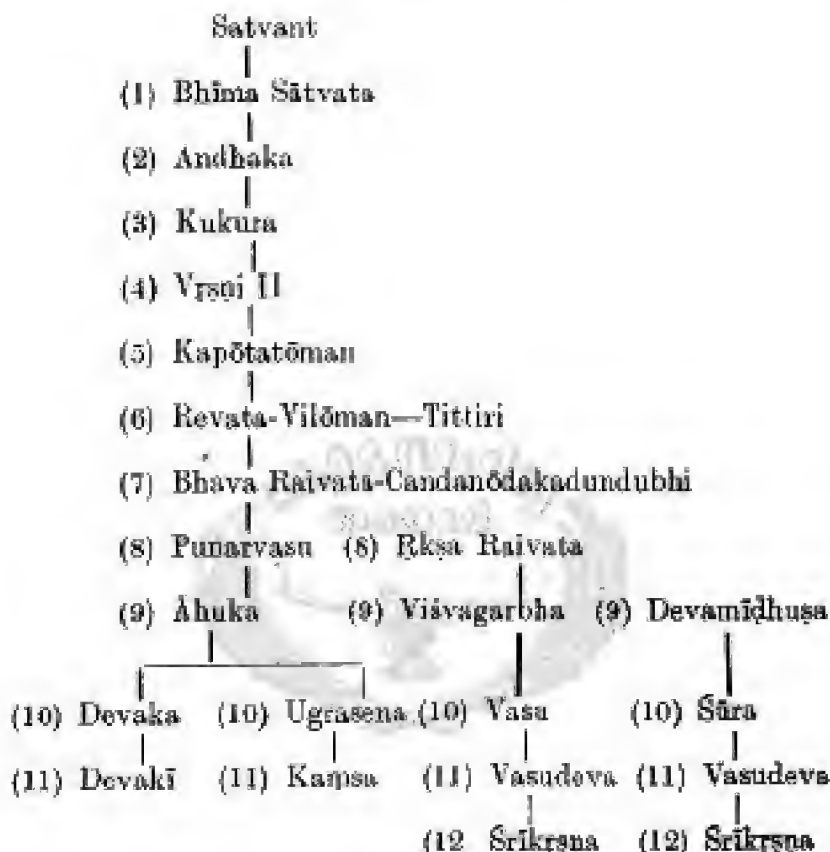 Satvant
(1) Bhīma Sātvata
(2) Andhaka
(3) Kukura
(4) Vṛṣṇi II
(5) Kapōtatōman
(6) Revata-Vilōman—Tittiri
(7) Bhava Raivata-Candanōdakadundubhi
(8) Punarvasu (8) Ṛkṣa Raivata
(9) Āhuka (9) Viśvagarbha (9) Devamīḍhuṣa
(10) Devaka (10) Ugrasena (10) Vasu (10) Śūra
(11) Devakī (11) Kaṃsa (11) Vasudeva (11) Vasudeva
(12 Śrīkṛṣṇa (12) Śrīkṛṣṇa